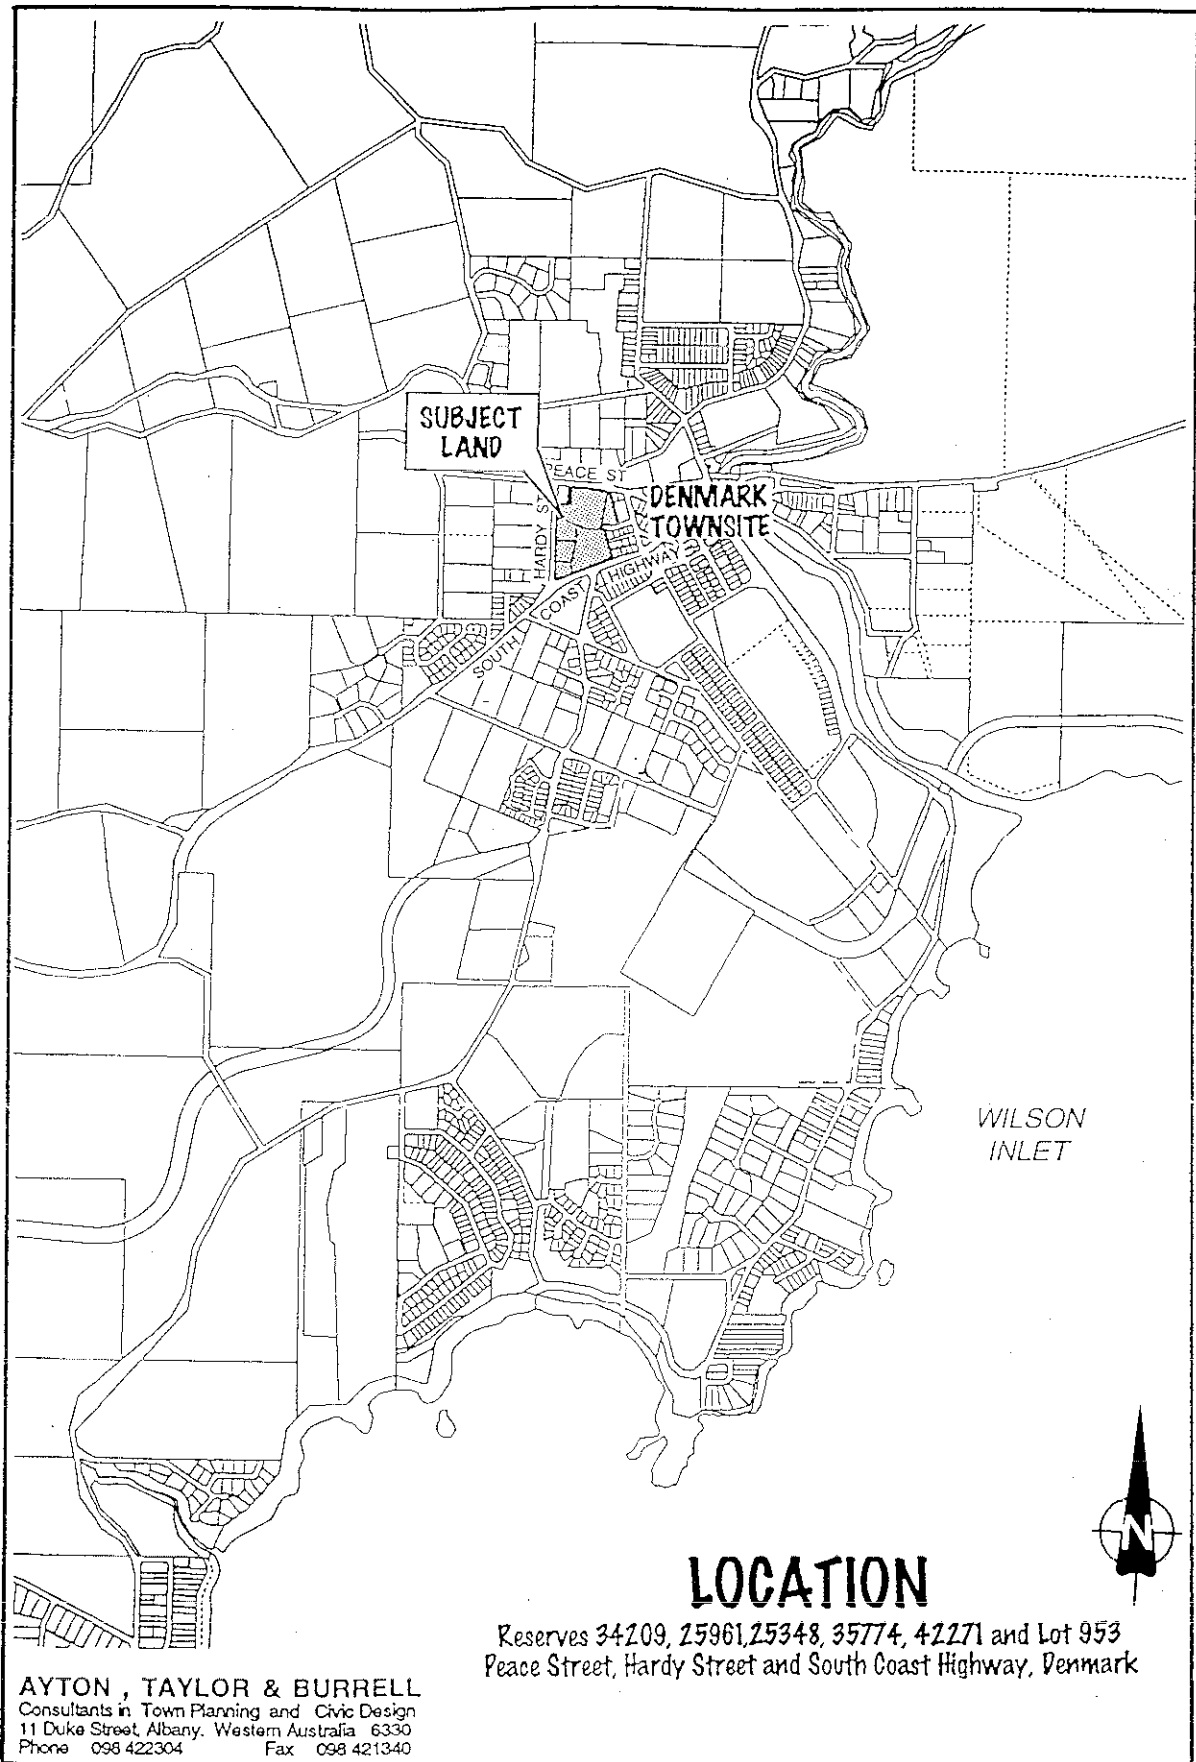 SUBJECT
LAND
PEACE ST
HARDY ST
DENMARK
TOWNSITE
SOUTH COAST HIGHWAY
WILSON
INLET
N
LOCATION
Reserves 34209, 25961,25348, 35774, 42271 and Lot 953
Peace Street, Hardy Street and South Coast Highway, Denmark
AYTON , TAYLOR & BURRELL
Consultants in Town Planning and Civic Design
11 Duke Street, Albany. Western Australia 6330
Phone 098 422304 Fax 098 421340